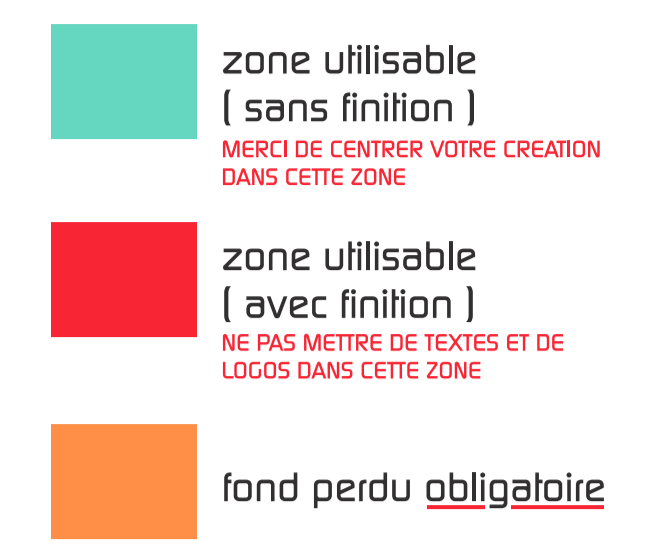 zone utilisable
( sans finition )
MERCI DE CENTRER VOTRE CREATION
DANS CETTE ZONE
zone utilisable
( avec finition )
NE PAS METTRE DE TEXTES ET DE
LOGOS DANS CETTE ZONE
fond perdu obligatoire